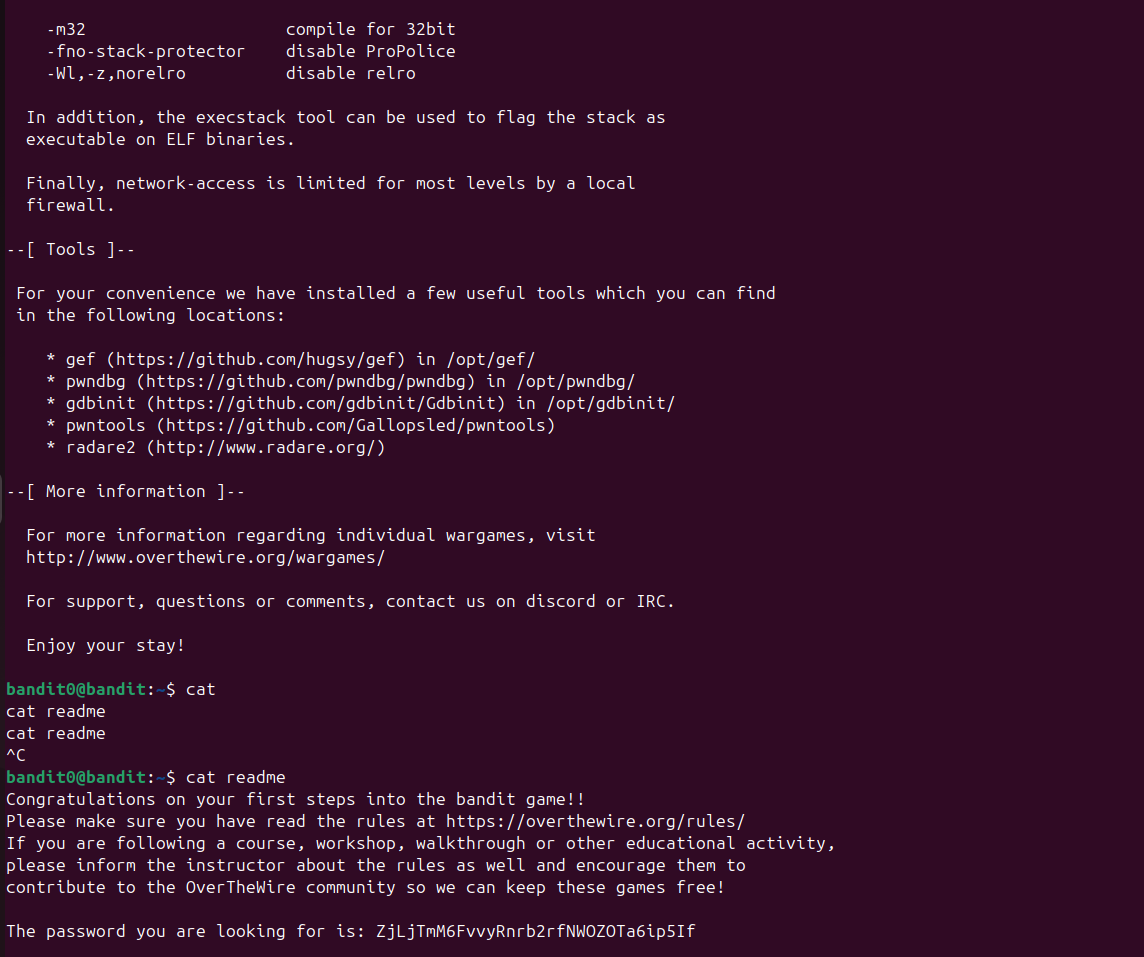 -m32                    compile for 32bit
-fno-stack-protector    disable ProPolice
-Wl,-z,norelro          disable relro
In addition, the execstack tool can be used to flag the stack as
executable on ELF binaries.
Finally, network-access is limited for most levels by a local
firewall.
--[ Tools ]--
For your convenience we have installed a few useful tools which you can find
in the following locations:
* gef (https://github.com/hugsy/gef) in /opt/gef/
* pwndbg (https://github.com/pwndbg/pwndbg) in /opt/pwndbg/
* gdbinit (https://github.com/gdbinit/Gdbinit) in /opt/gdbinit/
* pwntools (https://github.com/Gallopsled/pwntools)
* radare2 (http://www.radare.org/)
--[ More information ]--
For more information regarding individual wargames, visit
http://www.overthewire.org/wargames/
For support, questions or comments, contact us on discord or IRC.
Enjoy your stay!
bandit0@bandit:~$ cat
cat readme
cat readme
^C
bandit0@bandit:~$ cat readme
Congratulations on your first steps into the bandit game!!
Please make sure you have read the rules at https://overthewire.org/rules/
If you are following a course, workshop, walkthrough or other educational activity,
please inform the instructor about the rules as well and encourage them to
contribute to the OverTheWire community so we can keep these games free!
The password you are looking for is: ZjLjTmM6FvvyRnrb2rfNWOZOTa6ip5If